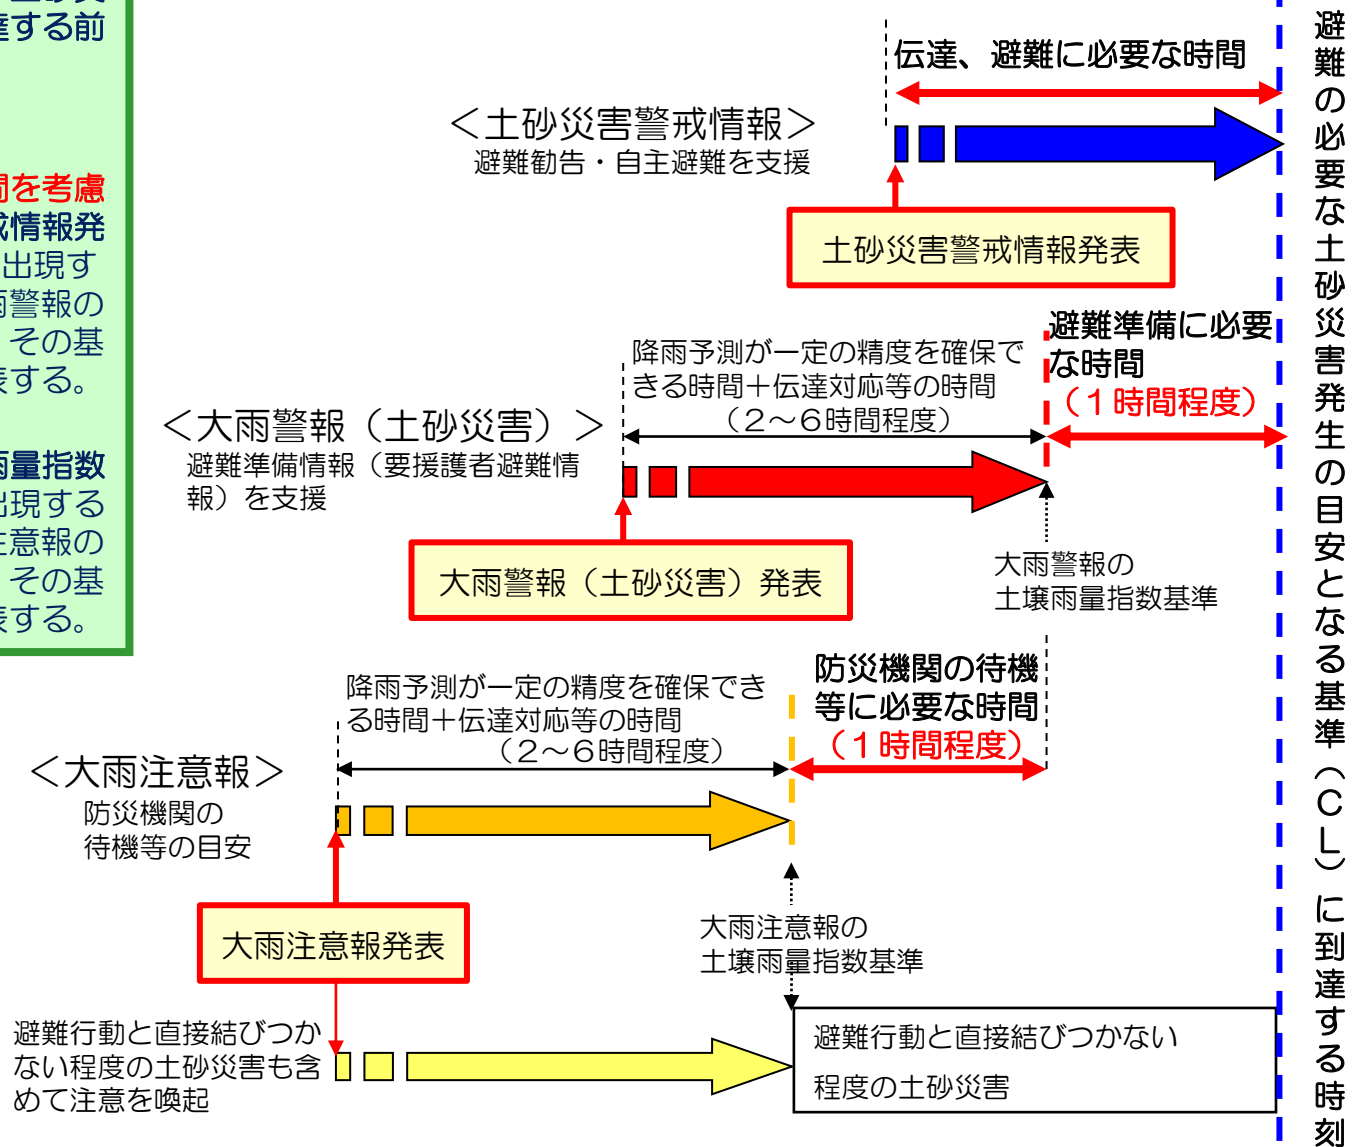 達する前
間を考慮
戒情報発
出現す
雨警報の
、その基
表する。
雨量指数
出現する
注意報の
、その基
表する。
伝達、避難に必要な時間
＜土砂災害警戒情報＞
避難勧告・自主避難を支援
土砂災害警戒情報発表
避難準備に必要
な時間
（１時間程度）
降雨予測が一定の精度を確保で
きる時間＋伝達対応等の時間
（２～６時間程度）
＜大雨警報（土砂災害）＞
避難準備情報（要援護者避難情
報）を支援
大雨警報（土砂災害）発表
大雨警報の
土壌雨量指数基準
防災機関の待機
等に必要な時間
（１時間程度）
降雨予測が一定の精度を確保でき
る時間＋伝達対応等の時間
（２～６時間程度）
＜大雨注意報＞
防災機関の
待機等の目安
大雨注意報発表
大雨注意報の
土壌雨量指数基準
避難行動と直接結びつか
ない程度の土砂災害も含
めて注意を喚起
避難行動と直接結びつかない
程度の土砂災害
避難の必要な土砂災害発生の目安となる基準（ＣＬ）に到達する時刻